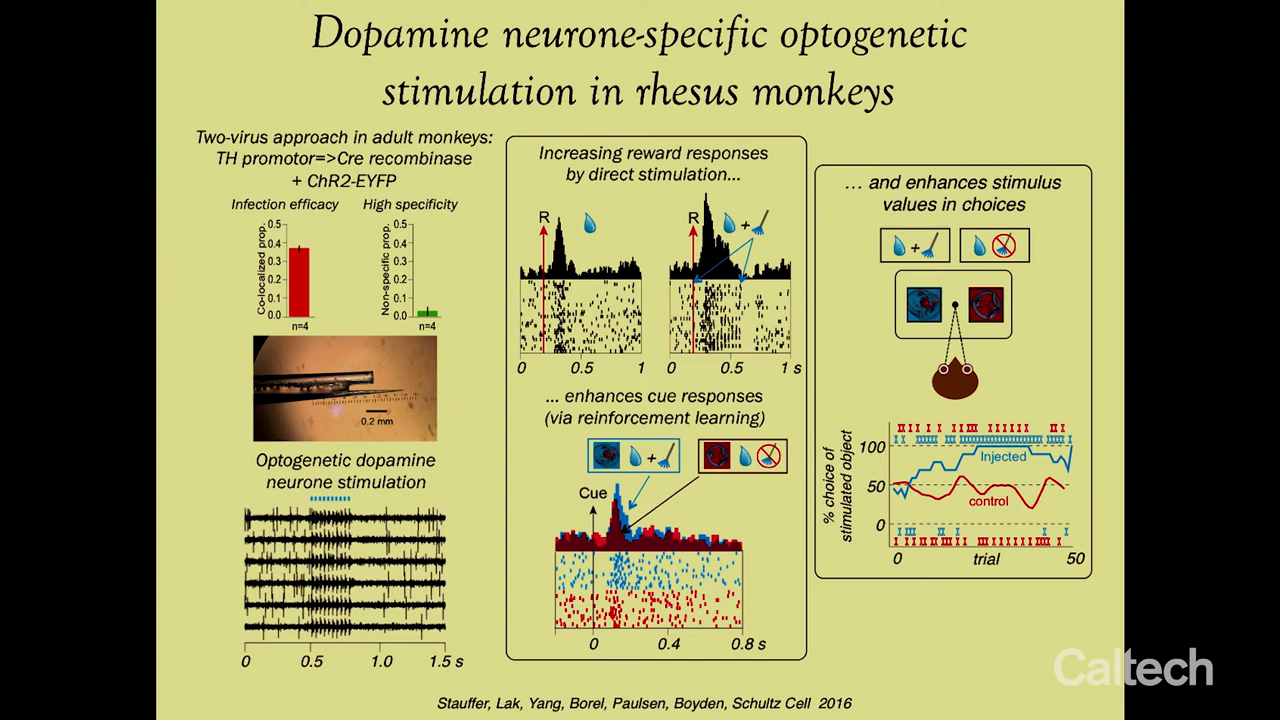 Dopamine neurone-specific optogenetic
stimulation in rhesus monkeys
Two-virus approach in adult monkeys:
TH promotor=>Cre recombinase
+ ChR2-EYFP
Infection efficacy
High specificity
Co-localized prop.
0.5
0.4
0.3
0.2
0.1
0.0
n=4
Non-specific prop.
0.5
0.4
0.3
0.2
0.1
0.0
n=4
0.2 mm
Optogenetic dopamine
neurone stimulation
0 0.5 1.0 1.5 s
Increasing reward responses
by direct stimulation...
R
+
R
0 0.5 1
0 0.5 1 s
... enhances cue responses
(via reinforcement learning)
+
Cue
0 0.4 0.8 s
... and enhances stimulus
values in choices
+
% choice of
stimulated object
100
50
0
Injected
control
0 trial 50
Caltech
Stauffer, Lak, Yang, Borel, Paulsen, Boyden, Schultz Cell 2016